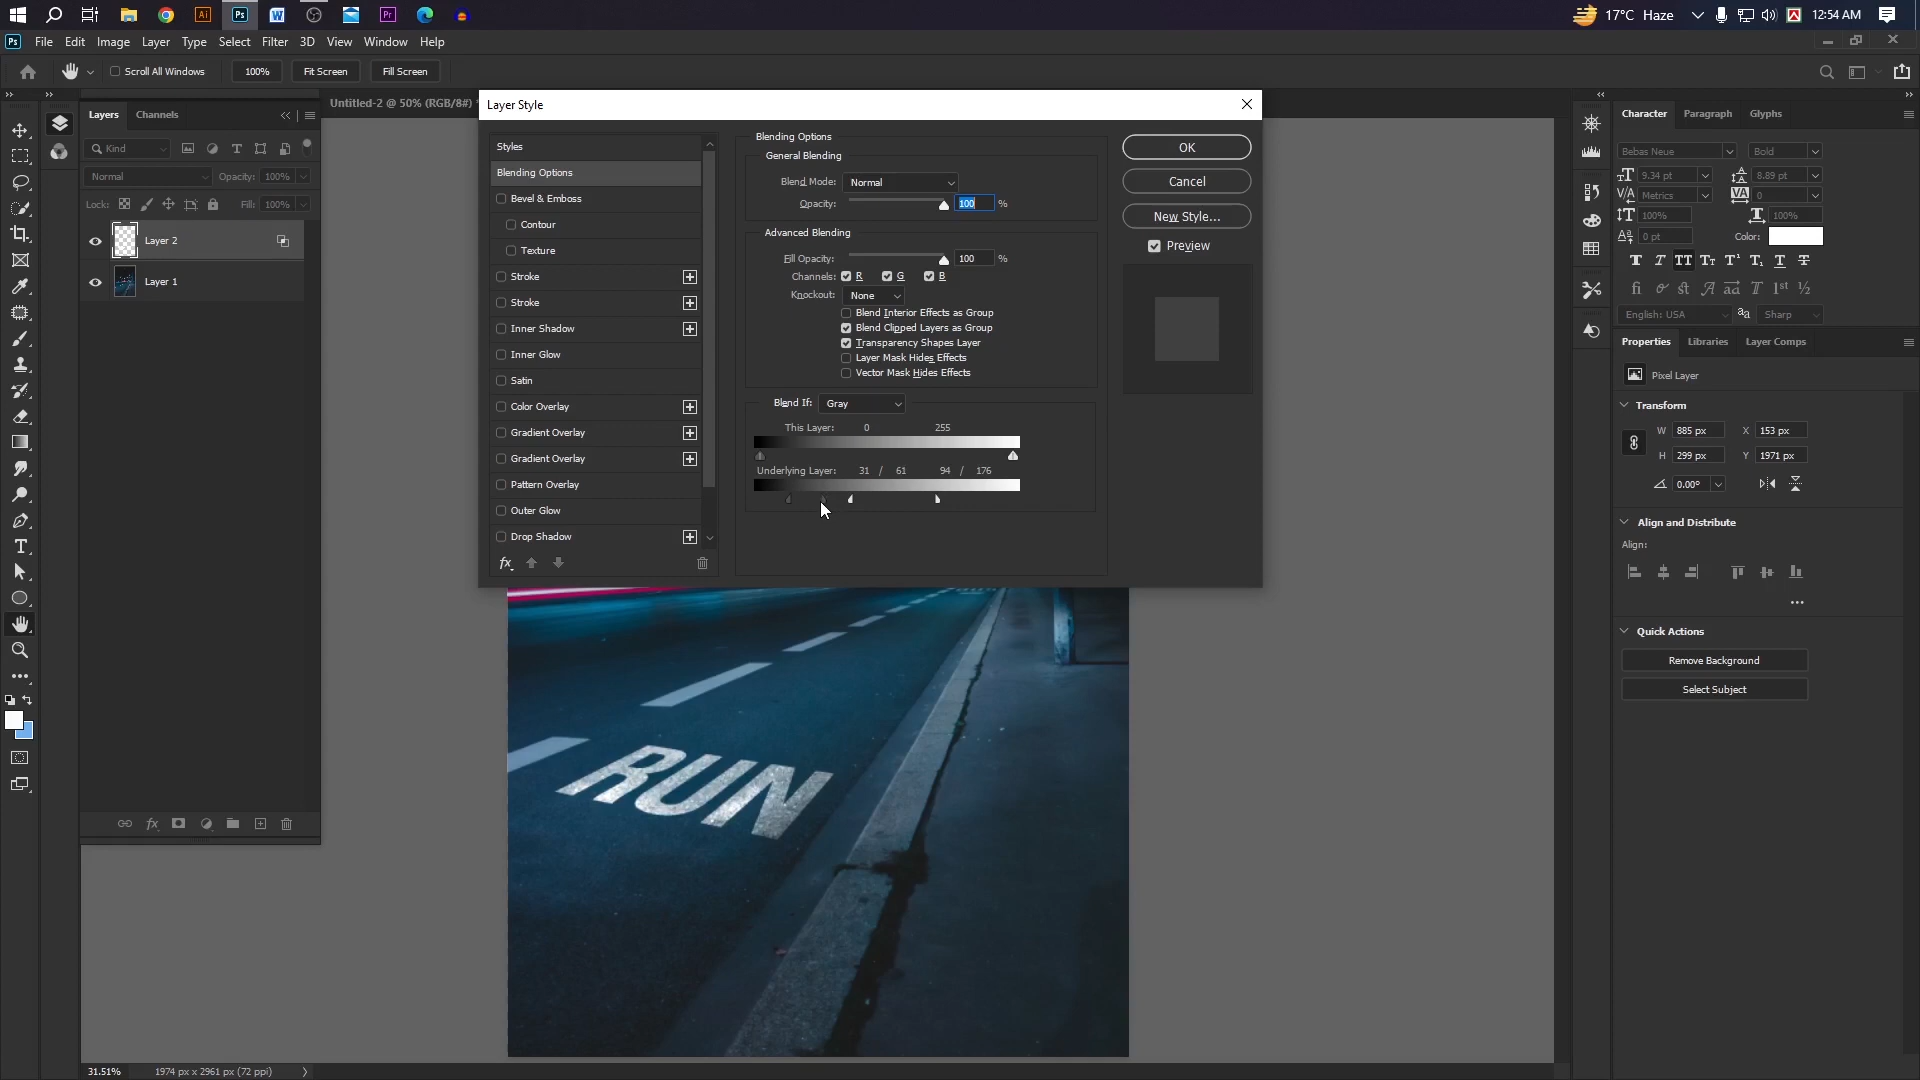 17°C Haze 12:54 AM
File Edit Image Layer Type Select Filter 3D View Window Help
Scroll All Windows 100% Fit Screen Fill Screen
Layers Channels
Kind
Normal Opacity: 100%
Lock: Fill: 100%
Layer 2
Layer 1
Untitled-2 @ 50% (RGB/8#)
Layer Style
Styles
Blending Options
Bevel & Emboss
Contour
Texture
Stroke
Stroke
Inner Shadow
Inner Glow
Satin
Color Overlay
Gradient Overlay
Gradient Overlay
Pattern Overlay
Outer Glow
Drop Shadow
fx
Blending Options
General Blending
Blend Mode: Normal
Opacity: 100 %
Advanced Blending
Fill Opacity: 100 %
Channels: R G B
Knockout: None
Blend Interior Effects as Group
Blend Clipped Layers as Group
Transparency Shapes Layer
Layer Mask Hides Effects
Vector Mask Hides Effects
Blend If: Gray
This Layer: 0 255
Underlying Layer: 31 / 61 94 / 176
OK
Cancel
New Style...
Preview
RUN
Character Paragraph Glyphs
Bebas Neue Bold
9.34 pt 8.89 pt
Metrics 0
100% 100%
0 pt Color:
English: USA aa Sharp
Properties Libraries Layer Comps
Pixel Layer
Transform
W 885 px X 153 px
H 299 px Y 1971 px
0.00°
Align and Distribute
Align:
Quick Actions
Remove Background
Select Subject
31.51% 1974 px x 2961 px (72 ppi)